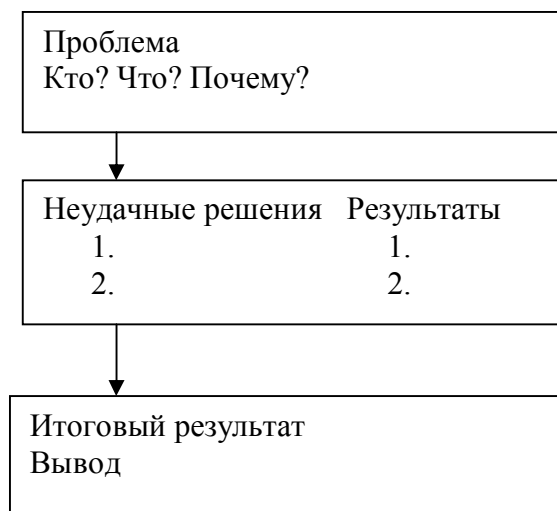 Проблема
Кто? Что? Почему?
Неудачные решения Результаты
1. 1.
2. 2.
Итоговый результат
Вывод